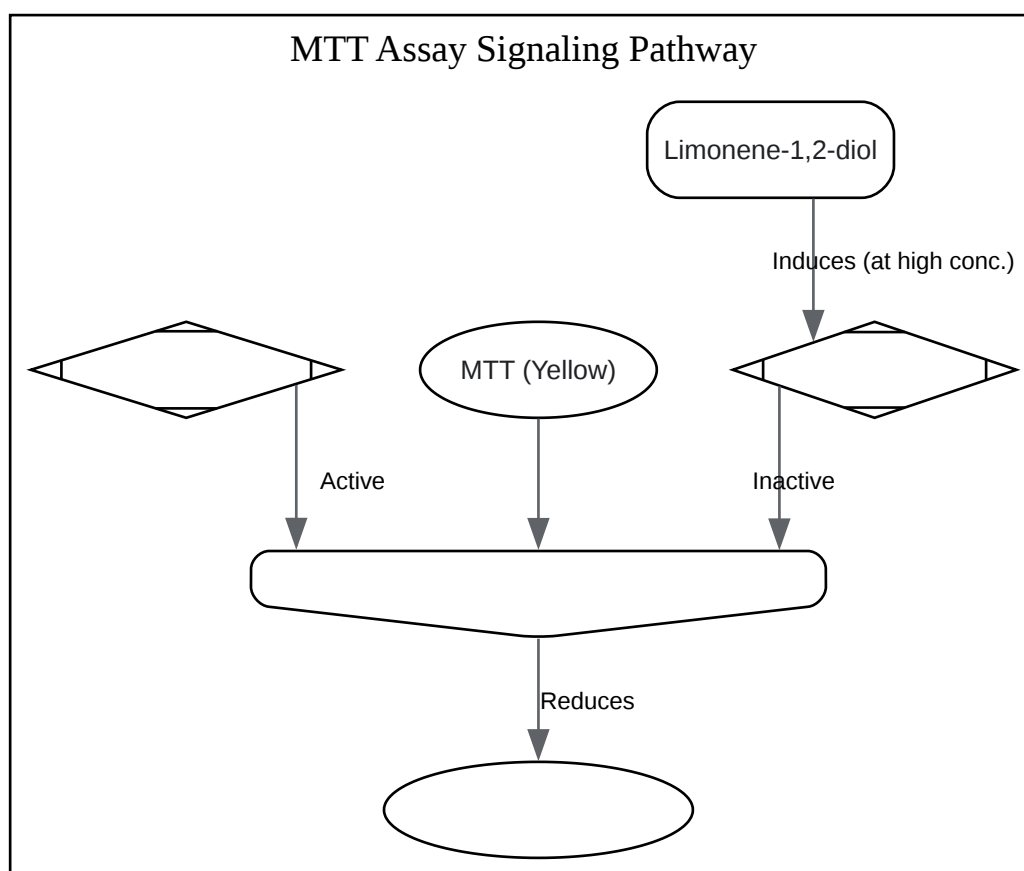 MTT Assay Signaling Pathway
Limonene-1,2-diol
Induces (at high conc.)
MTT (Yellow)
Active
Inactive
Reduces